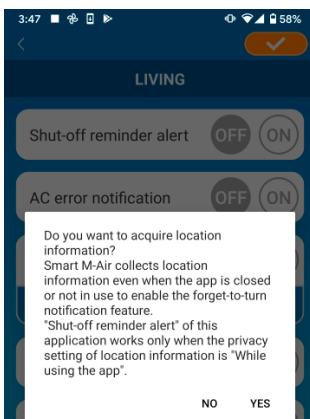 3:47 58%
LIVING
Shut-off reminder alert OFF ON
AC error notification OFF ON
Do you want to acquire location
information?
Smart M-Air collects location
information even when the app is closed
or not in use to enable the forget-to-turn
notification feature.
"Shut-off reminder alert" of this
application works only when the privacy
setting of location information is "While
using the app".
NO YES